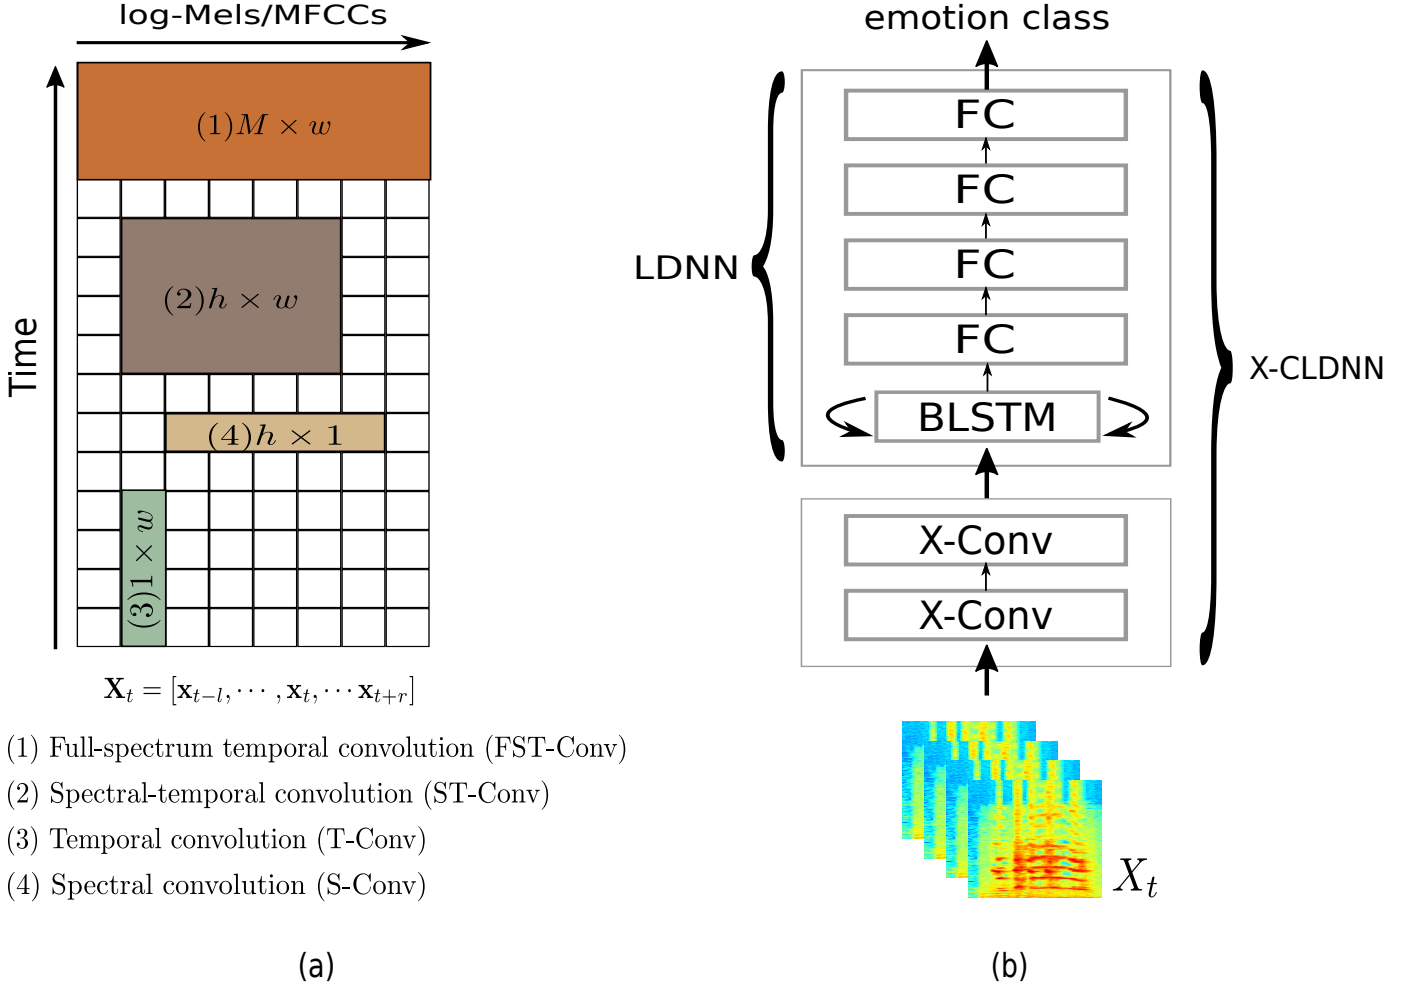 log-Mels/MFCCs
Time
(1)M × w
(2)h × w
(4)h × 1
(3)1 × w
X_t = [x_{t−l}, ⋯ , x_t, ⋯ x_{t+r}]
(1) Full-spectrum temporal convolution (FST-Conv)
(2) Spectral-temporal convolution (ST-Conv)
(3) Temporal convolution (T-Conv)
(4) Spectral convolution (S-Conv)
(a)
emotion class
FC
FC
FC
FC
BLSTM
LDNN
X-CLDNN
X-Conv
X-Conv
X_t
(b)